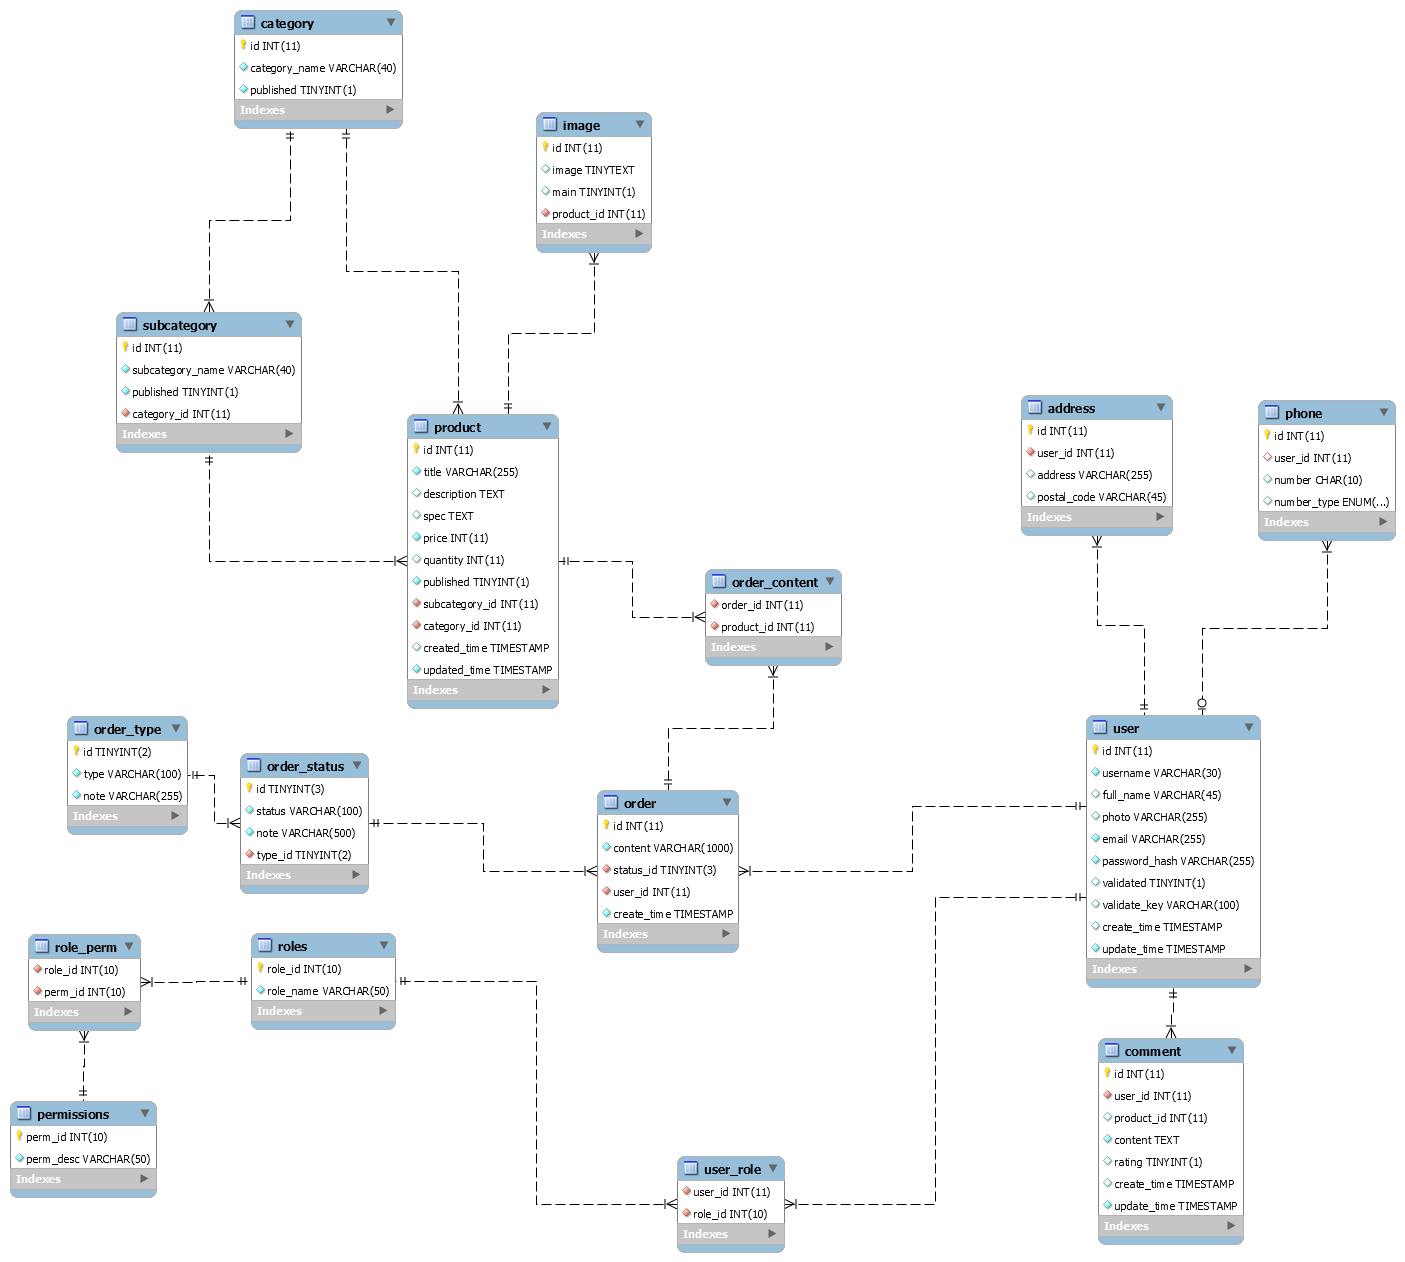 category
id INT(11)
category_name VARCHAR(40)
published TINYINT(1)
Indexes
image
id INT(11)
image TINYTEXT
main TINYINT(1)
product_id INT(11)
Indexes
subcategory
id INT(11)
subcategory_name VARCHAR(40)
published TINYINT(1)
category_id INT(11)
Indexes
product
id INT(11)
title VARCHAR(255)
description TEXT
spec TEXT
price INT(11)
quantity INT(11)
published TINYINT(1)
subcategory_id INT(11)
category_id INT(11)
created_time TIMESTAMP
updated_time TIMESTAMP
Indexes
address
id INT(11)
user_id INT(11)
address VARCHAR(255)
postal_code VARCHAR(45)
Indexes
phone
id INT(11)
user_id INT(11)
number CHAR(10)
number_type ENUM(...)
Indexes
order_content
order_id INT(11)
product_id INT(11)
Indexes
order_type
id TINYINT(2)
type VARCHAR(100)
note VARCHAR(255)
Indexes
order_status
id TINYINT(3)
status VARCHAR(100)
note VARCHAR(500)
type_id TINYINT(2)
Indexes
order
id INT(11)
content VARCHAR(1000)
status_id TINYINT(3)
user_id INT(11)
create_time TIMESTAMP
Indexes
user
id INT(11)
username VARCHAR(30)
full_name VARCHAR(45)
photo VARCHAR(255)
email VARCHAR(255)
password_hash VARCHAR(255)
validated TINYINT(1)
validate_key VARCHAR(100)
create_time TIMESTAMP
update_time TIMESTAMP
Indexes
role_perm
role_id INT(10)
perm_id INT(10)
Indexes
roles
role_id INT(10)
role_name VARCHAR(50)
Indexes
permissions
perm_id INT(10)
perm_desc VARCHAR(50)
Indexes
user_role
user_id INT(11)
role_id INT(10)
Indexes
comment
id INT(11)
user_id INT(11)
product_id INT(11)
content TEXT
rating TINYINT(1)
create_time TIMESTAMP
update_time TIMESTAMP
Indexes